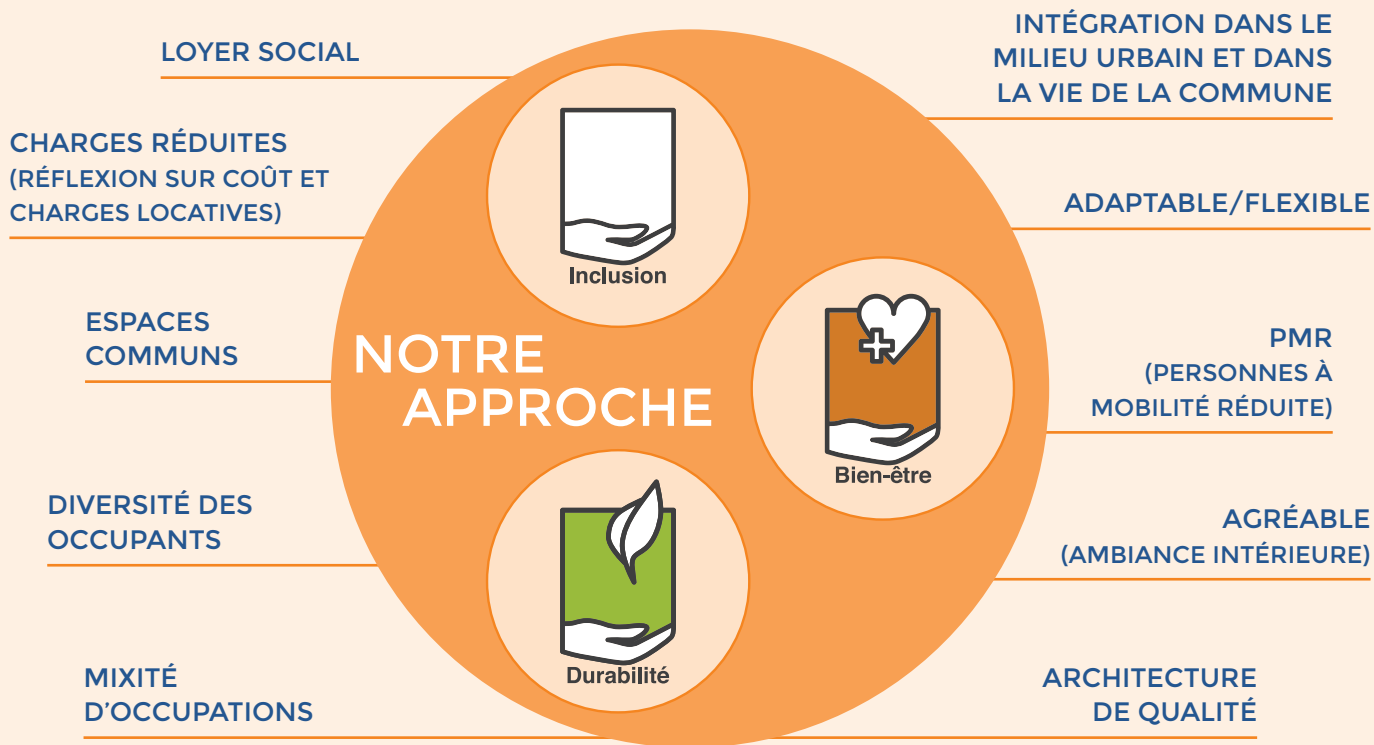 LOYER SOCIAL
CHARGES RÉDUITES
(RÉFLEXION SUR COÛT ET
CHARGES LOCATIVES)
ESPACES
COMMUNS
DIVERSITÉ DES
OCCUPANTS
MIXITÉ
D’OCCUPATIONS
NOTRE
APPROCHE
Inclusion
Bien-être
Durabilité
INTÉGRATION DANS LE
MILIEU URBAIN ET DANS
LA VIE DE LA COMMUNE
ADAPTABLE/FLEXIBLE
PMR
(PERSONNES À
MOBILITÉ RÉDUITE)
AGRÉABLE
(AMBIANCE INTÉRIEURE)
ARCHITECTURE
DE QUALITÉ